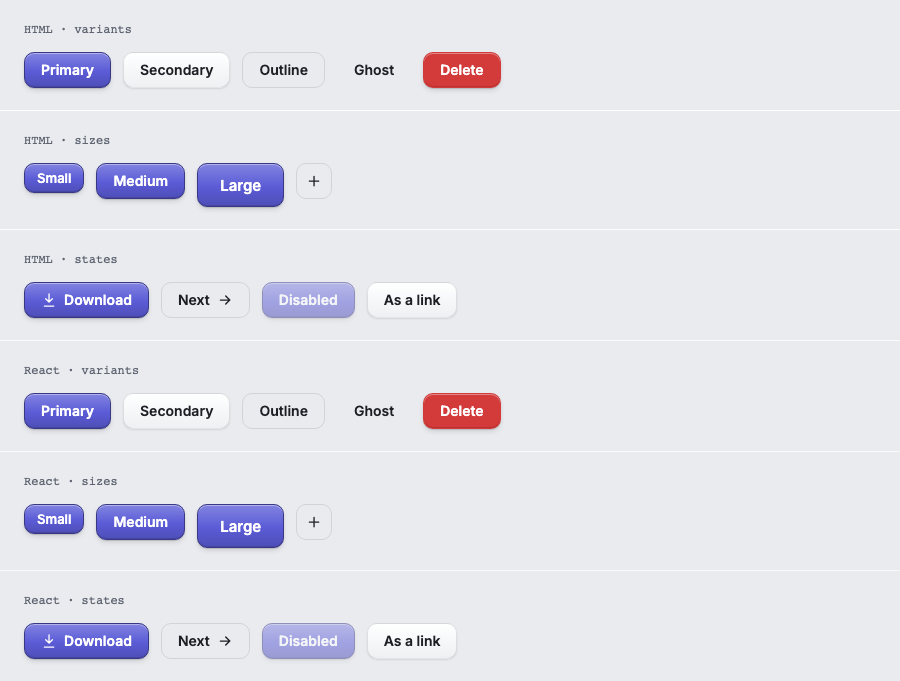 HTML · variants
Primary Secondary Outline Ghost Delete
HTML · sizes
Small Medium Large +
HTML · states
Download Next → Disabled As a link
React · variants
Primary Secondary Outline Ghost Delete
React · sizes
Small Medium Large +
React · states
Download Next → Disabled As a link